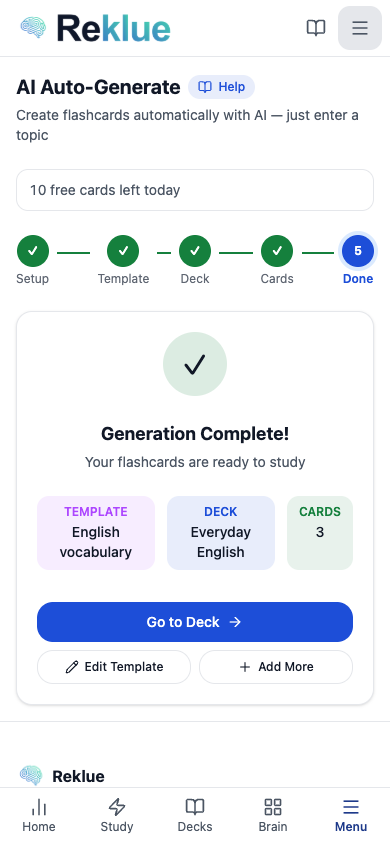 Reklue
AI Auto-Generate
Help
Create flashcards automatically with AI — just enter a
topic
10 free cards left today
5
Setup
Template
Deck
Cards
Done
Generation Complete!
Your flashcards are ready to study
TEMPLATE
English
vocabulary
DECK
Everyday
English
CARDS
3
Go to Deck →
Edit Template
+ Add More
Reklue
Home
Study
Decks
Brain
Menu